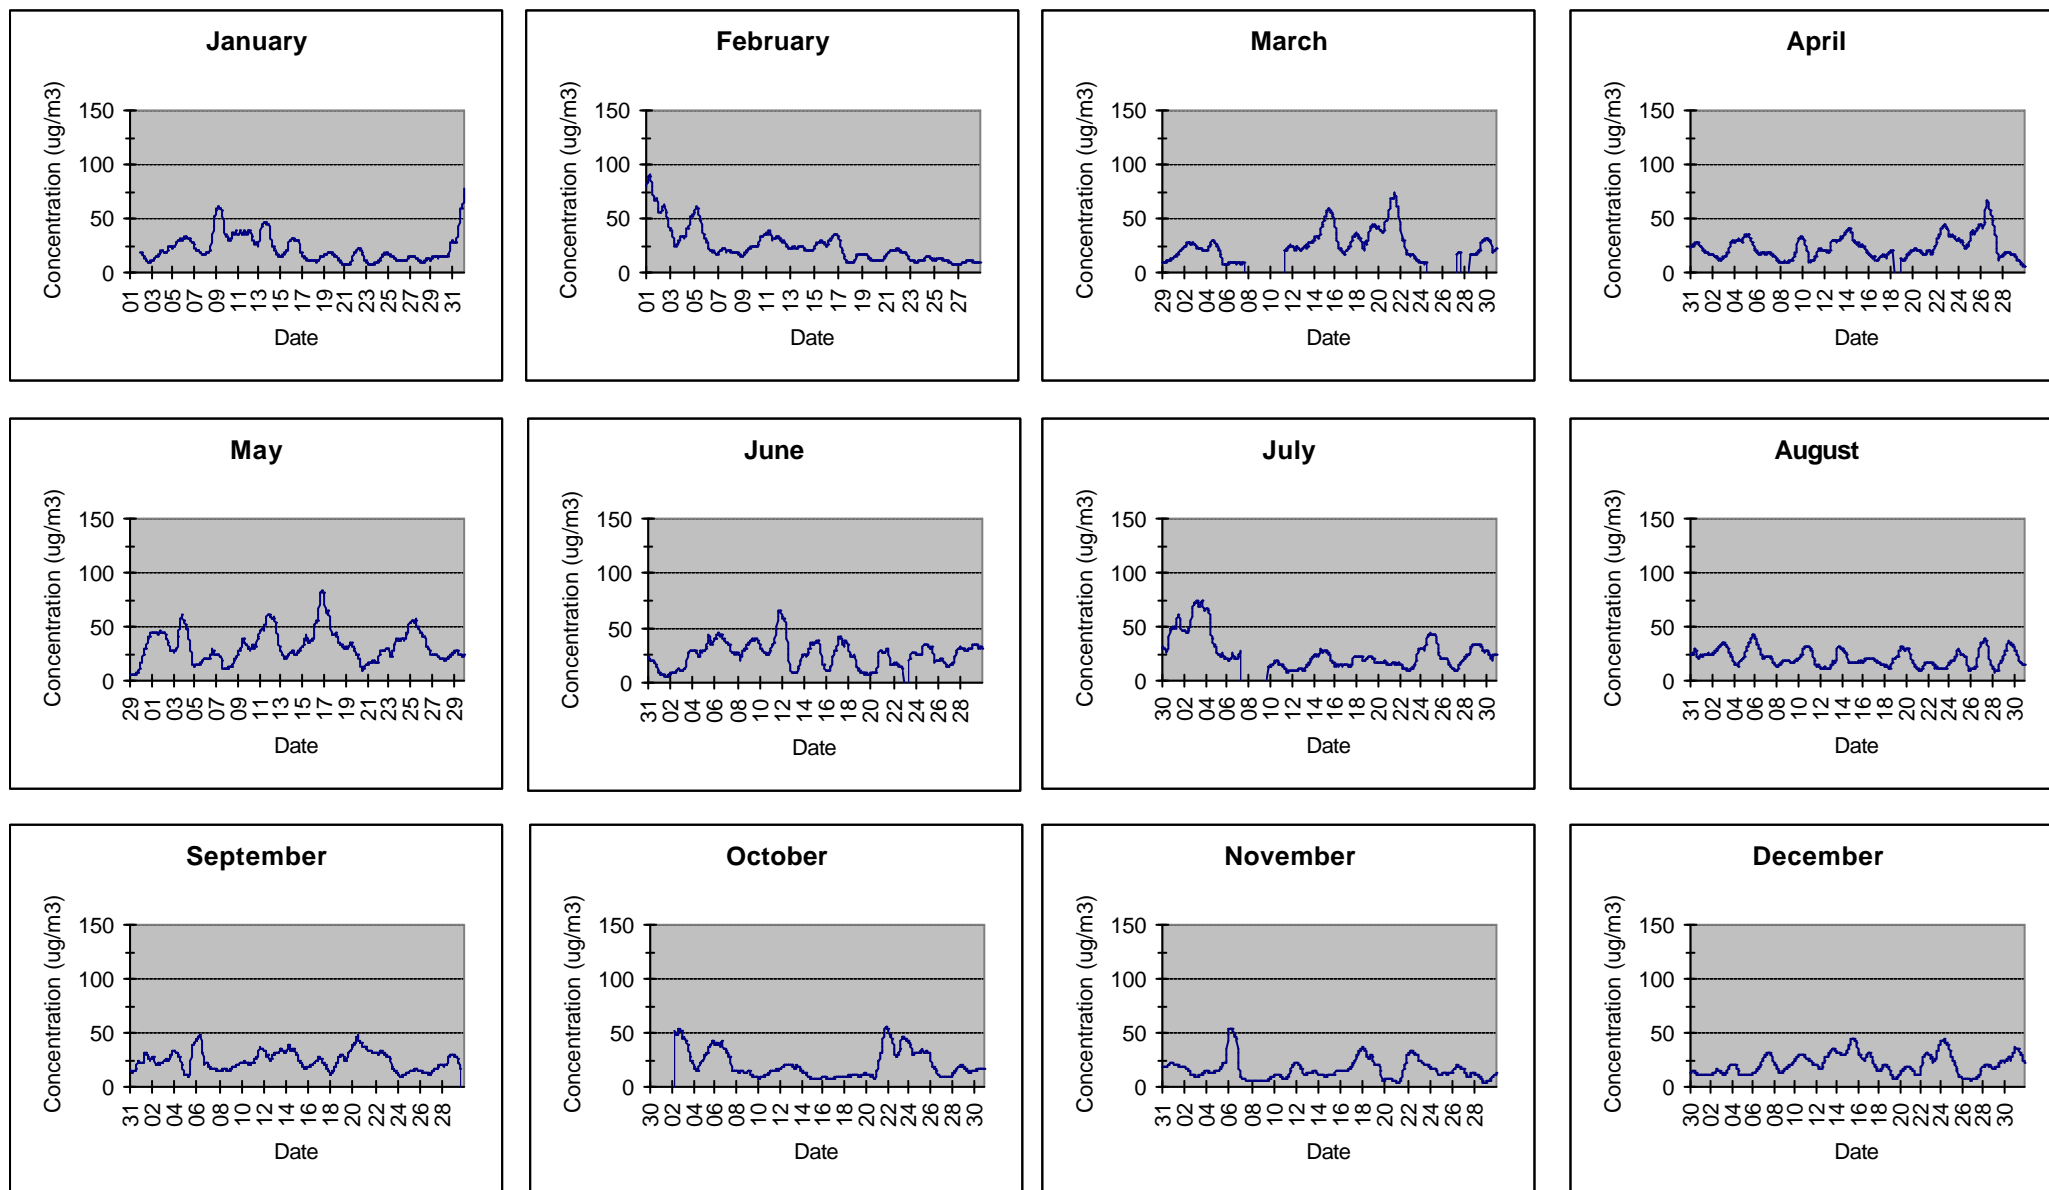 January
February
March
April
Concentration (ug/m3)
150
100
50
0
01 03 05 07 09 11 13 15 17 19 21 23 25 27 29 31
Date
Concentration (ug/m3)
150
100
50
0
01 03 05 07 09 11 13 15 17 19 21 23 25 27
Date
Concentration (ug/m3)
150
100
50
0
29 02 04 06 08 10 12 14 16 18 20 22 24 26 28 30
Date
Concentration (ug/m3)
150
100
50
0
31 02 04 06 08 10 12 14 16 18 20 22 24 26 28
Date
May
June
July
August
Concentration (ug/m3)
150
100
50
0
29 01 03 05 07 09 11 13 15 17 19 21 23 25 27 29
Date
Concentration (ug/m3)
150
100
50
0
31 02 04 06 08 10 12 14 16 18 20 22 24 26 28
Date
Concentration (ug/m3)
150
100
50
0
30 02 04 06 08 10 12 14 16 18 20 22 24 26 28 30
Date
Concentration (ug/m3)
150
100
50
0
31 02 04 06 08 10 12 14 16 18 20 22 24 26 28 30
Date
September
October
November
December
Concentration (ug/m3)
150
100
50
0
31 02 04 06 08 10 12 14 16 18 20 22 24 26 28
Date
Concentration (ug/m3)
150
100
50
0
30 02 04 06 08 10 12 14 16 18 20 22 24 26 28 30
Date
Concentration (ug/m3)
150
100
50
0
31 02 04 06 08 10 12 14 16 18 20 22 24 26 28
Date
Concentration (ug/m3)
150
100
50
0
30 02 04 06 08 10 12 14 16 18 20 22 24 26 28 30
Date